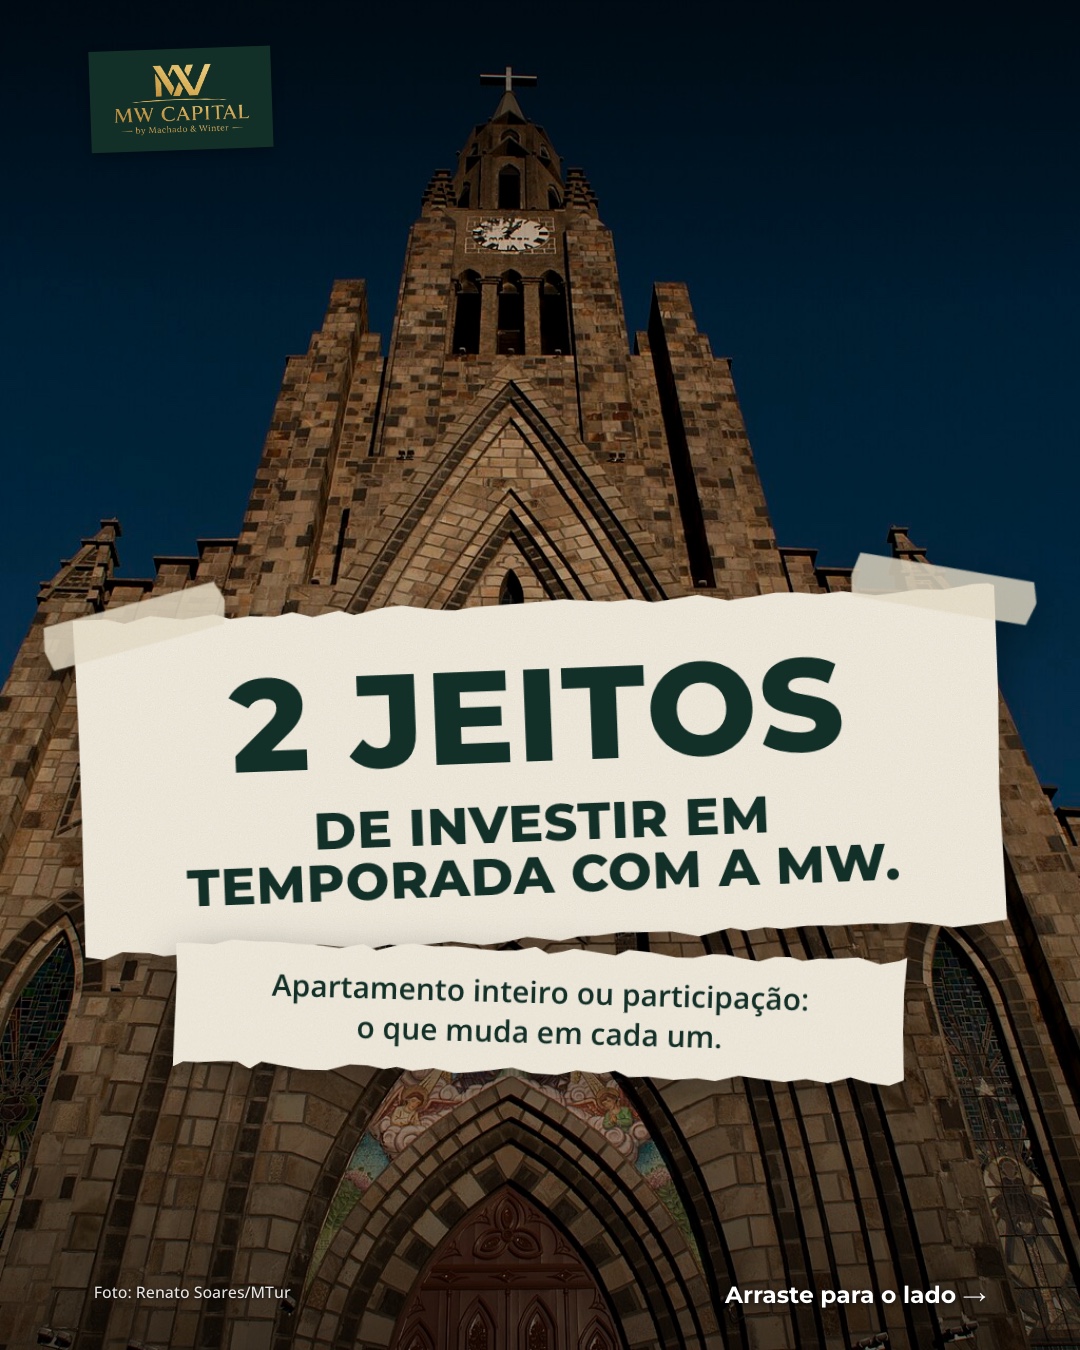 MW CAPITAL
by Machado & Winter
2 JEITOS
DE INVESTIR EM
TEMPORADA COM A MW.
Apartamento inteiro ou participação:
o que muda em cada um.
Foto: Renato Soares/MTur
Arraste para o lado →